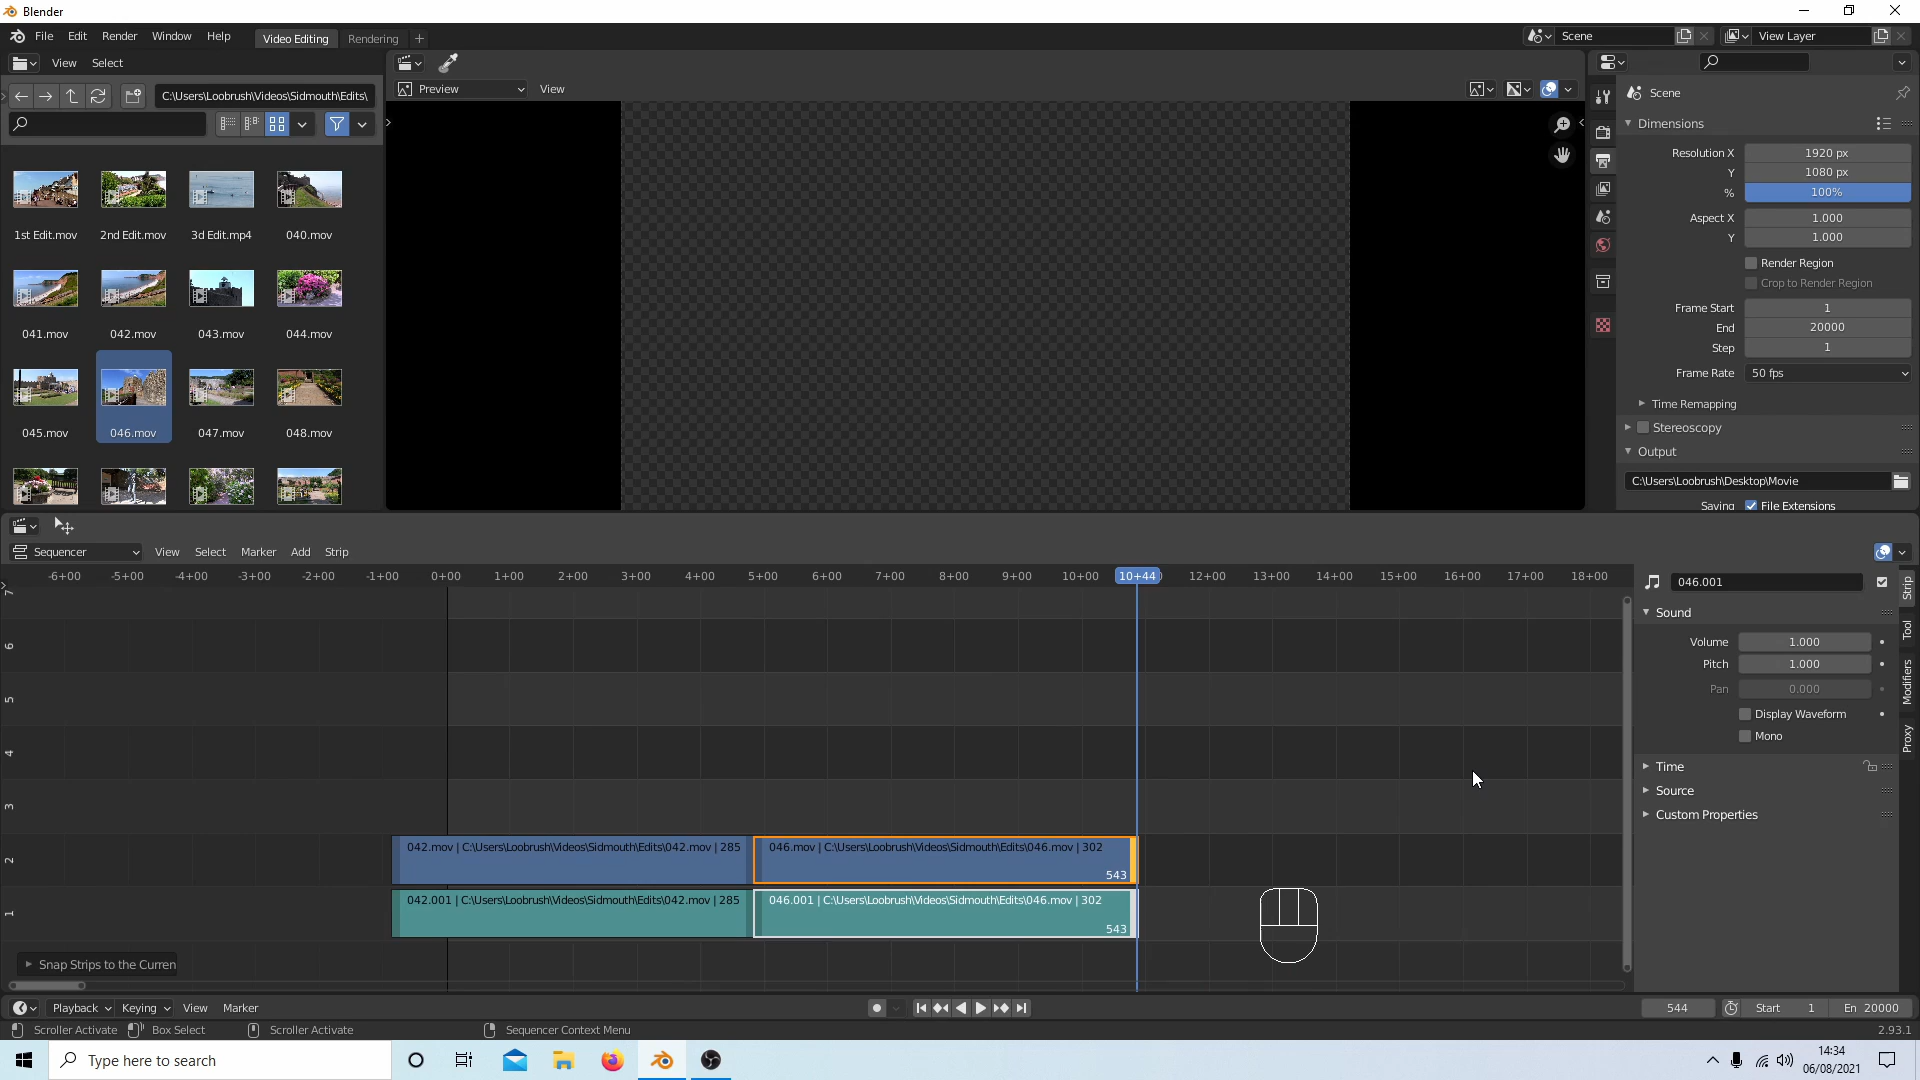 Blender
File Edit Render Window Help Video Editing Rendering +
Scene View Layer
View Select
C:\Users\Loobrush\Videos\Sidmouth\Edits\
Preview View
1st Edit.mov 2nd Edit.mov 3d Edit.mp4 040.mov
041.mov 042.mov 043.mov 044.mov
045.mov 046.mov 047.mov 048.mov
Scene
Dimensions
Resolution X 1920 px
Y 1080 px
% 100%
Aspect X 1.000
Y 1.000
Render Region
Crop to Render Region
Frame Start 1
End 20000
Step 1
Frame Rate 50 fps
Time Remapping
Stereoscopy
Output
C:\Users\Loobrush\Desktop\Movie
Saving File Extensions
Sequencer View Select Marker Add Strip
-6+00 -5+00 -4+00 -3+00 -2+00 -1+00 0+00 1+00 2+00 3+00 4+00 5+00 6+00 7+00 8+00 9+00 10+00 10+44 12+00 13+00 14+00 15+00 16+00 17+00 18+00
7
6
5
4
3
2
1
042.mov | C:\Users\Loobrush\Videos\Sidmouth\Edits\042.mov | 285
046.mov | C:\Users\Loobrush\Videos\Sidmouth\Edits\046.mov | 302
543
042.001 | C:\Users\Loobrush\Videos\Sidmouth\Edits\042.mov | 285
046.001 | C:\Users\Loobrush\Videos\Sidmouth\Edits\046.mov | 302
543
Snap Strips to the Curren
046.001
Sound
Volume 1.000
Pitch 1.000
Pan 0.000
Display Waveform
Mono
Time
Source
Custom Properties
Strip
Tool
Modifiers
Proxy
Playback Keying View Marker
544 Start 1 En 20000
Scroller Activate Box Select Scroller Activate Sequencer Context Menu
2.93.1
Type here to search
14:34
06/08/2021